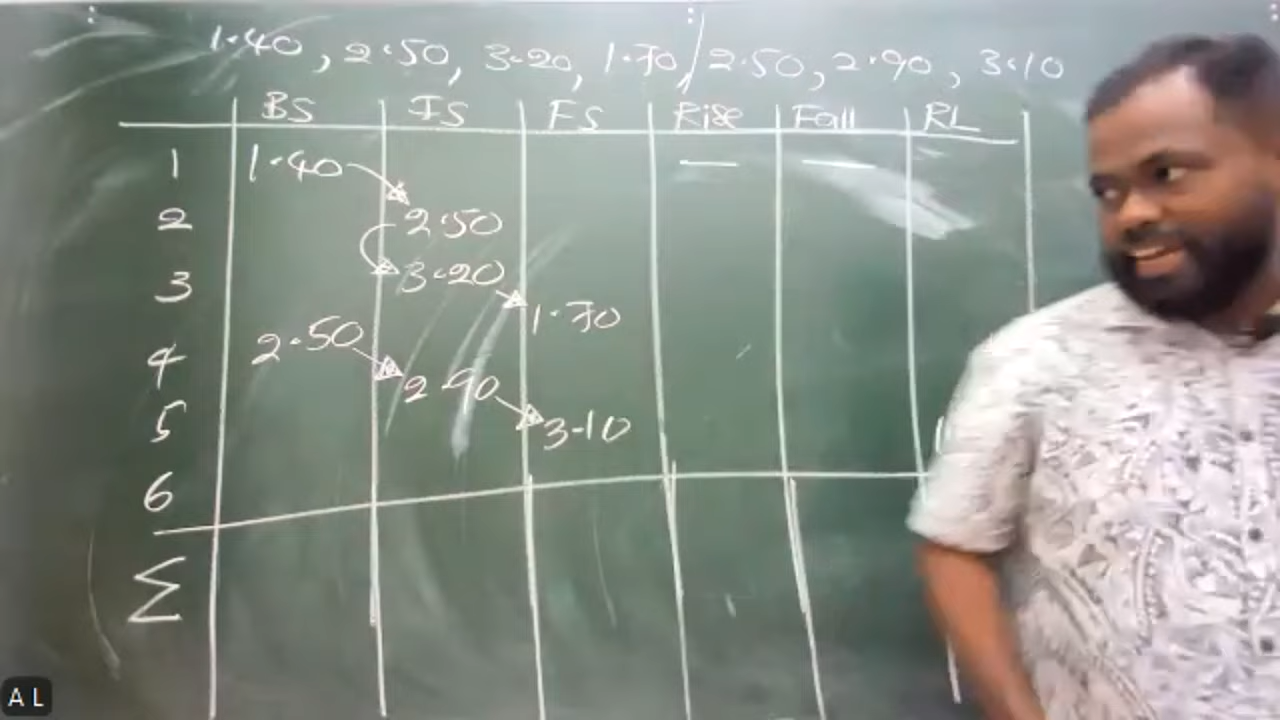 1.40, 2.50, 3.20, 1.70/2.50, 2.90, 3.10
BS IS FS Rise Fall RL
1 1.40 — —
2 2.50
3 3.20
1.70
4 2.50
2.90
5 3.10
6
Σ
A L